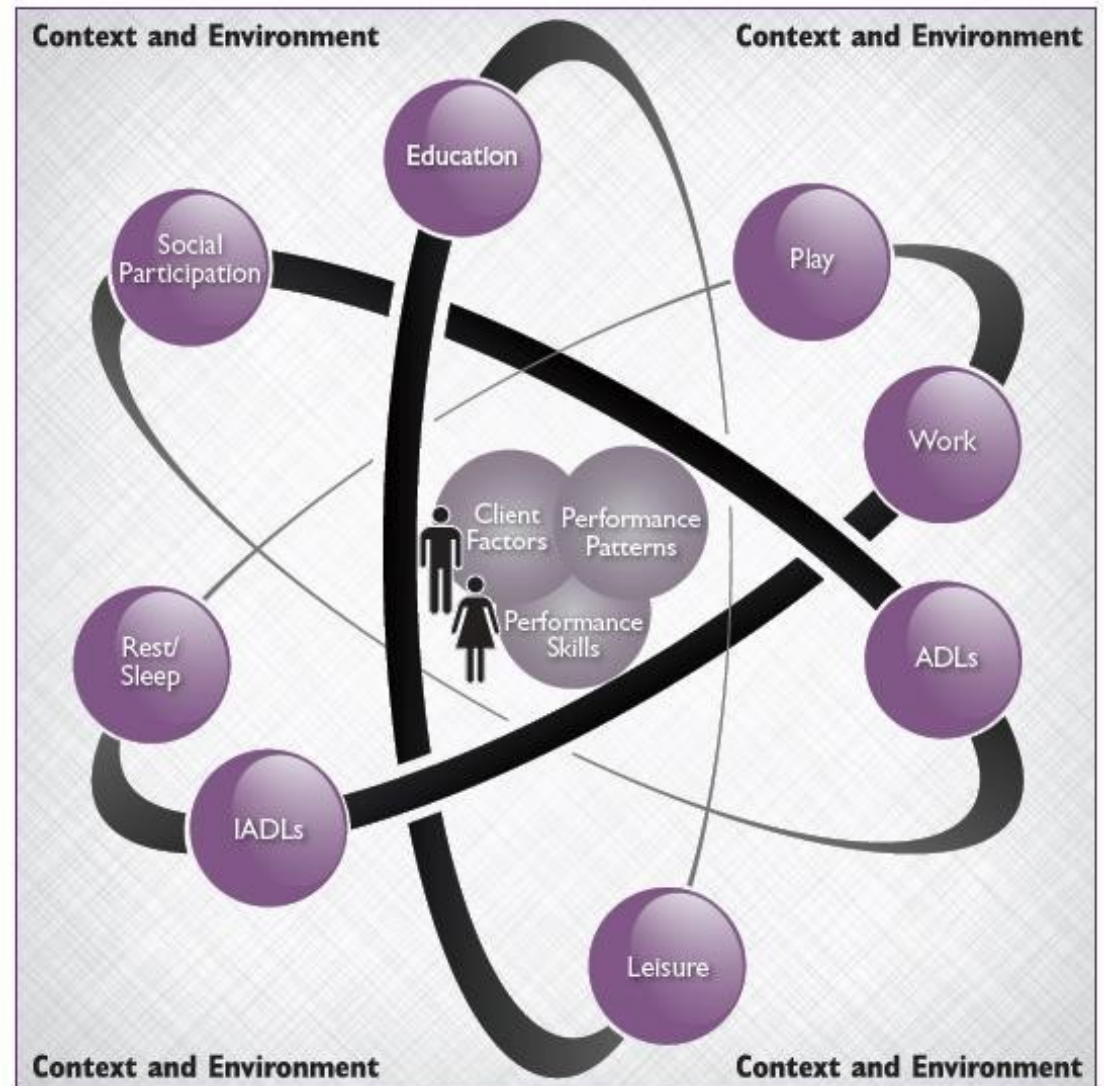 Context and Environment
Context and Environment
Education
Social
Participation
Play
Work
Client
Factors
Performance
Patterns
Performance
Skills
Rest/
Sleep
ADLs
IADLs
Leisure
Context and Environment
Context and Environment